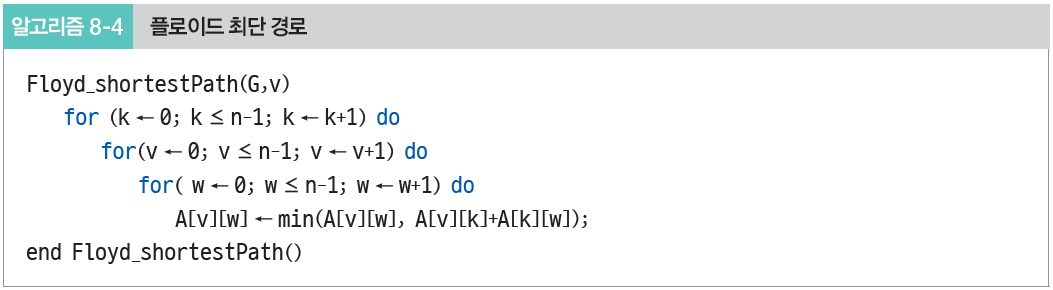 알고리즘 8-4 플로이드 최단 경로
Floyd_shortestPath(G,v)
for (k ← 0; k ≤ n-1; k ← k+1) do
for(v ← 0; v ≤ n-1; v ← v+1) do
for( w ← 0; w ≤ n-1; w ← w+1) do
A[v][w] ← min(A[v][w], A[v][k]+A[k][w]);
end Floyd_shortestPath()